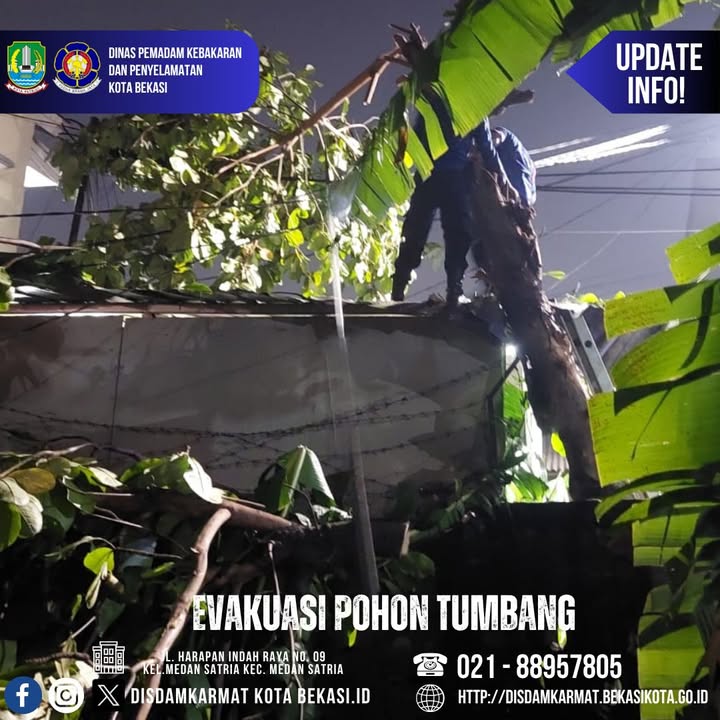 DINAS PEMADAM KEBAKARAN
DAN PENYELAMATAN
KOTA BEKASI
UPDATE
INFO!
EVAKUASI POHON TUMBANG
JL. HARAPAN INDAH RAYA NO. 09
KEL.MEDAN SATRIA KEC. MEDAN SATRIA
021 - 88957805
DISDAMKARMAT KOTA BEKASI.ID
HTTP://DISDAMKARMAT.BEKASIKOTA.GO.ID